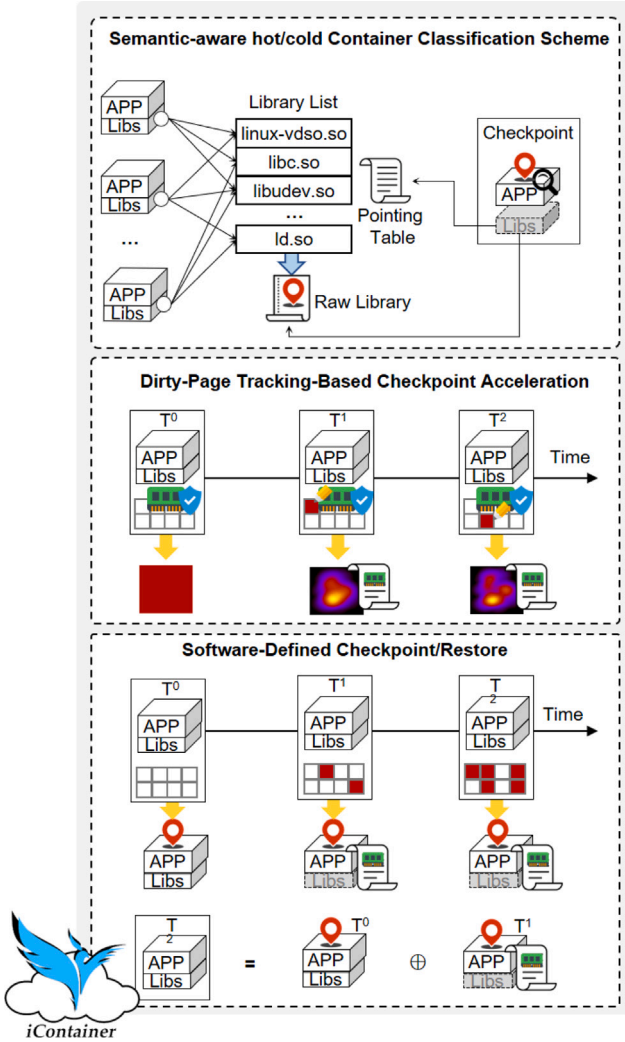 Semantic-aware hot/cold Container Classification Scheme
Library List
APP
Libs
linux-vdso.so
libc.so
libudev.so
...
ld.so
APP
Libs
...
APP
Libs
Pointing
Table
Raw Library
Checkpoint
APP
Libs
Dirty-Page Tracking-Based Checkpoint Acceleration
T0
APP
Libs
T1
APP
Libs
T2
APP
Libs
Time
Software-Defined Checkpoint/Restore
T0
APP
Libs
T1
APP
Libs
T
2
APP
Libs
Time
APP
Libs
APP
Libs
APP
Libs
T
2
APP
Libs
=
T0
APP
Libs
⊕
T1
APP
Libs
iContainer